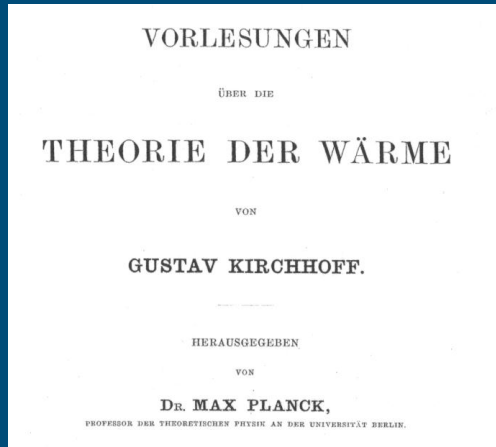 VORLESUNGEN
ÜBER DIE
THEORIE DER WÄRME
VON
GUSTAV KIRCHHOFF.
HERAUSGEGEBEN
VON
DR. MAX PLANCK,
PROFESSOR DER THEORETISCHEN PHYSIK AN DER UNIVERSITÄT BERLIN.